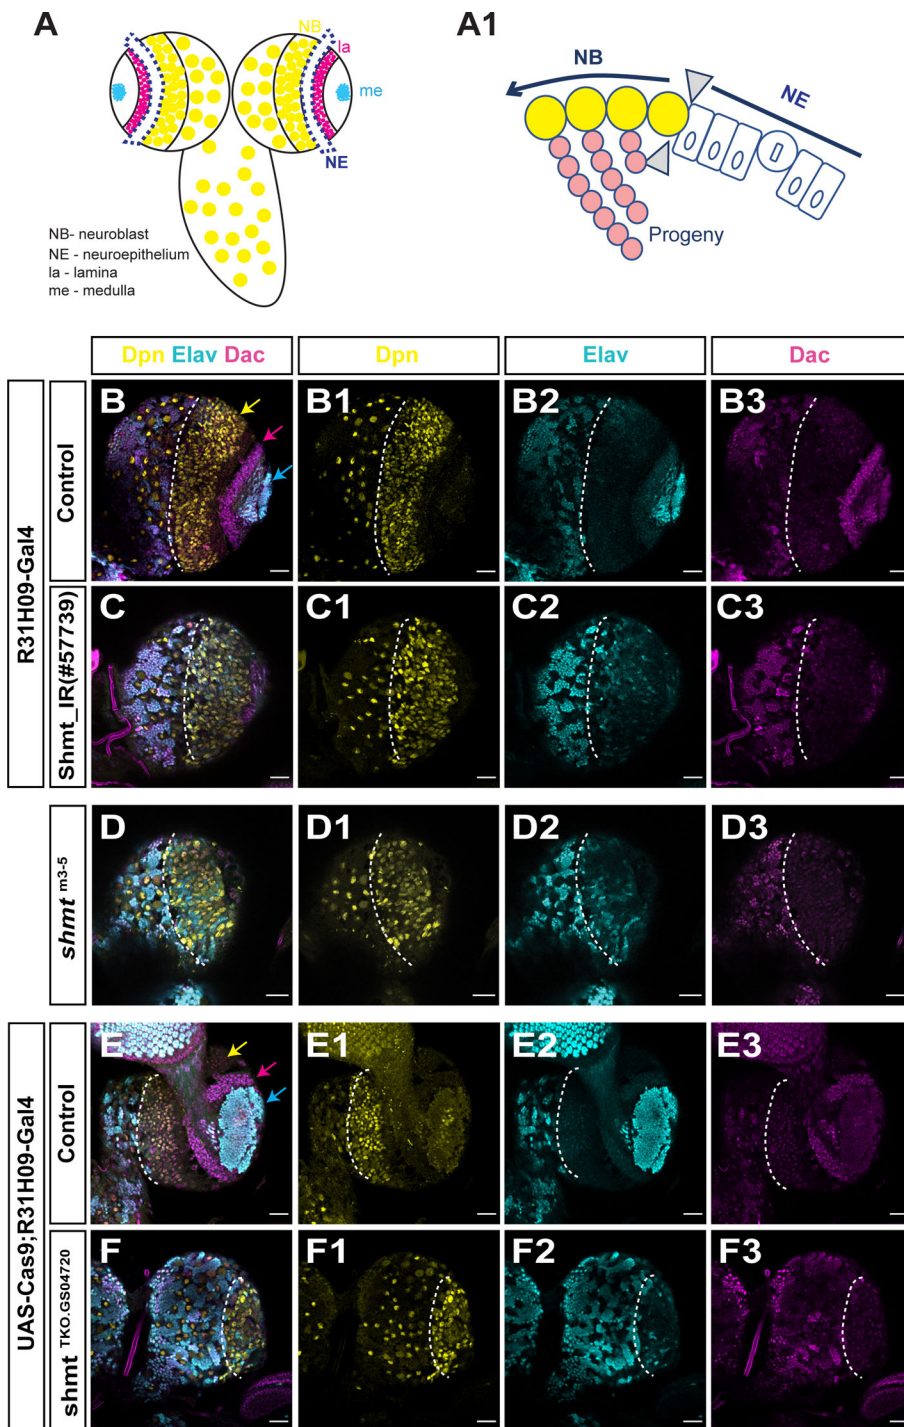 A
NB
la
me
NE
NB- neuroblast
NE - neuroepithelium
la - lamina
me - medulla
A1
NB
NE
Progeny
Dpn Elav Dac
Dpn
Elav
Dac
R31H09-Gal4
Control
B
B1
B2
B3
Shmt_IR(#57739)
C
C1
C2
C3
shmt m3-5
D
D1
D2
D3
UAS-Cas9;R31H09-Gal4
Control
E
E1
E2
E3
shmt TKO.GS04720
F
F1
F2
F3